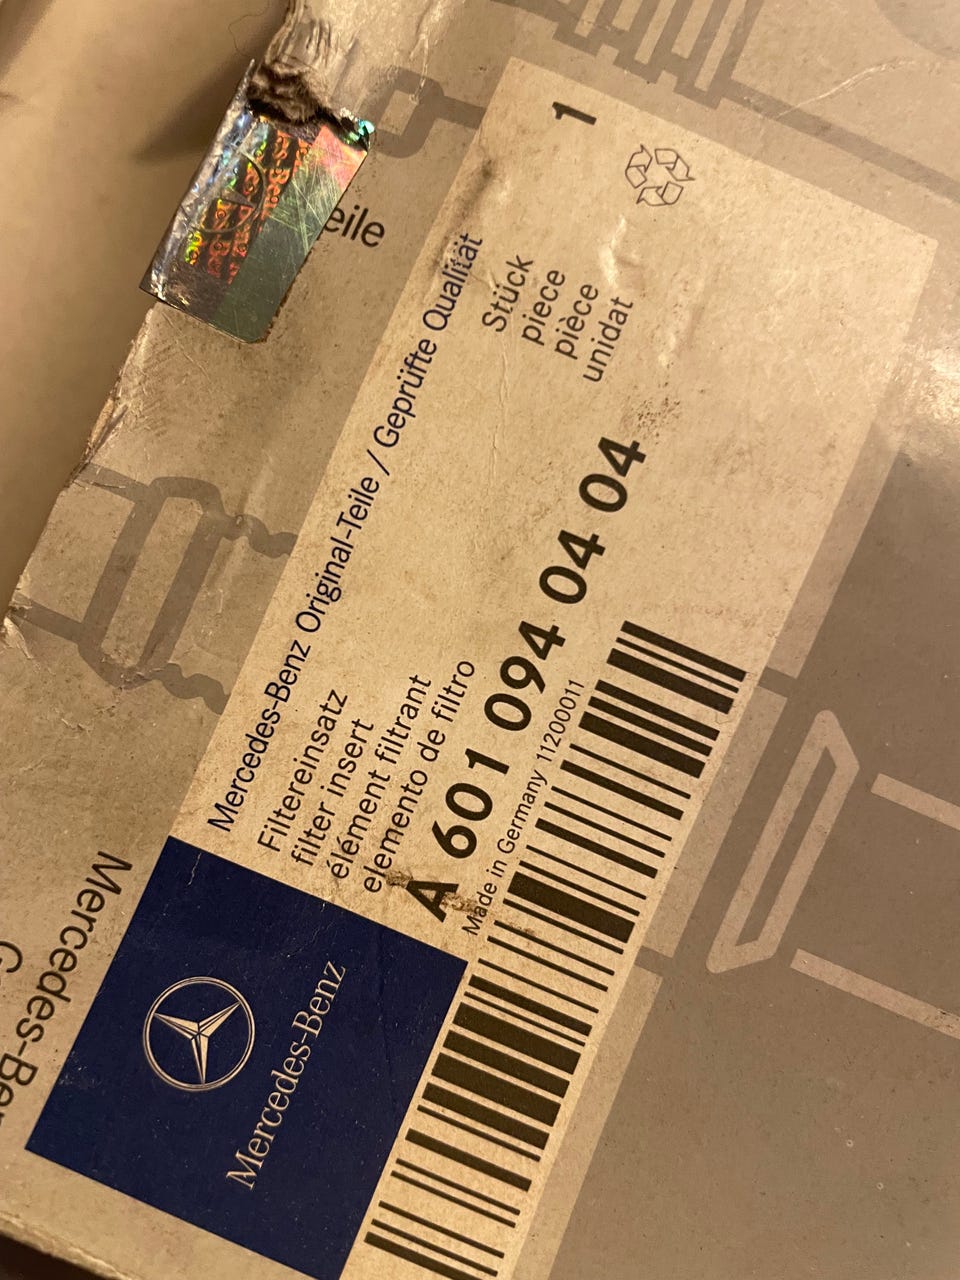 eile
Mercedes-Benz Original-Teile / Geprüfte Qualität
Filtereinsatz
filter insert
élément filtrant
elemento de filtro
1
Stück
piece
pièce
unidat
A 601 094 04 04
Made in Germany 11200011
Mercedes-Benz
Mercedes-Ben
G